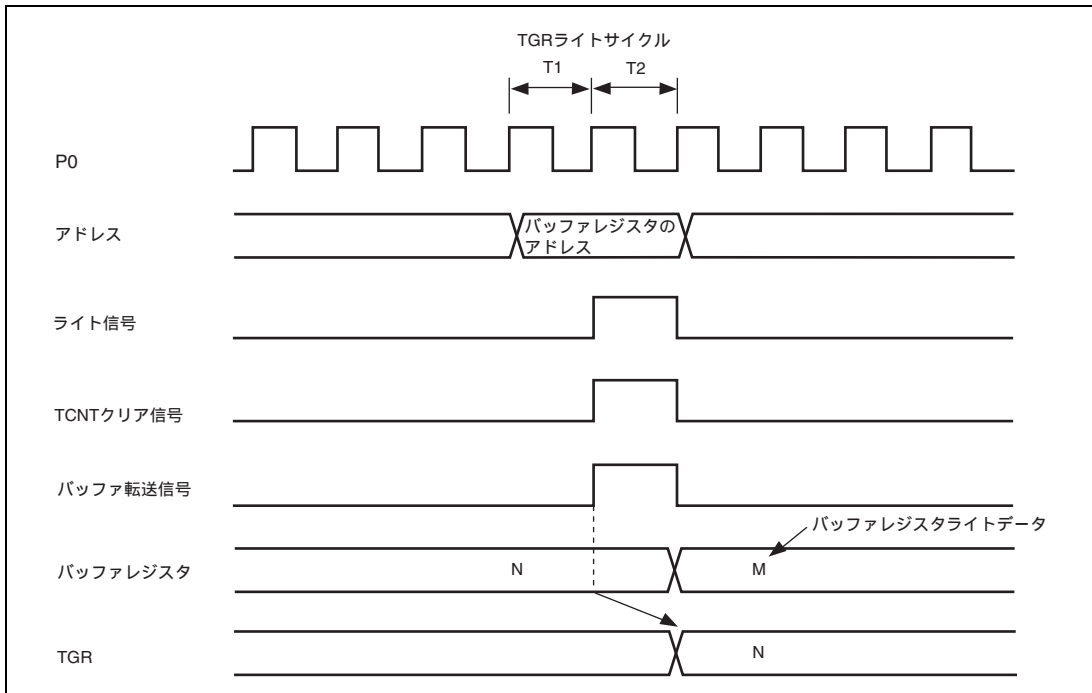 TGRライトサイクル
T1
T2
P0
アドレス
バッファレジスタの
アドレス
ライト信号
TCNTクリア信号
バッファ転送信号
バッファレジスタライトデータ
バッファレジスタ
N
M
TGR
N